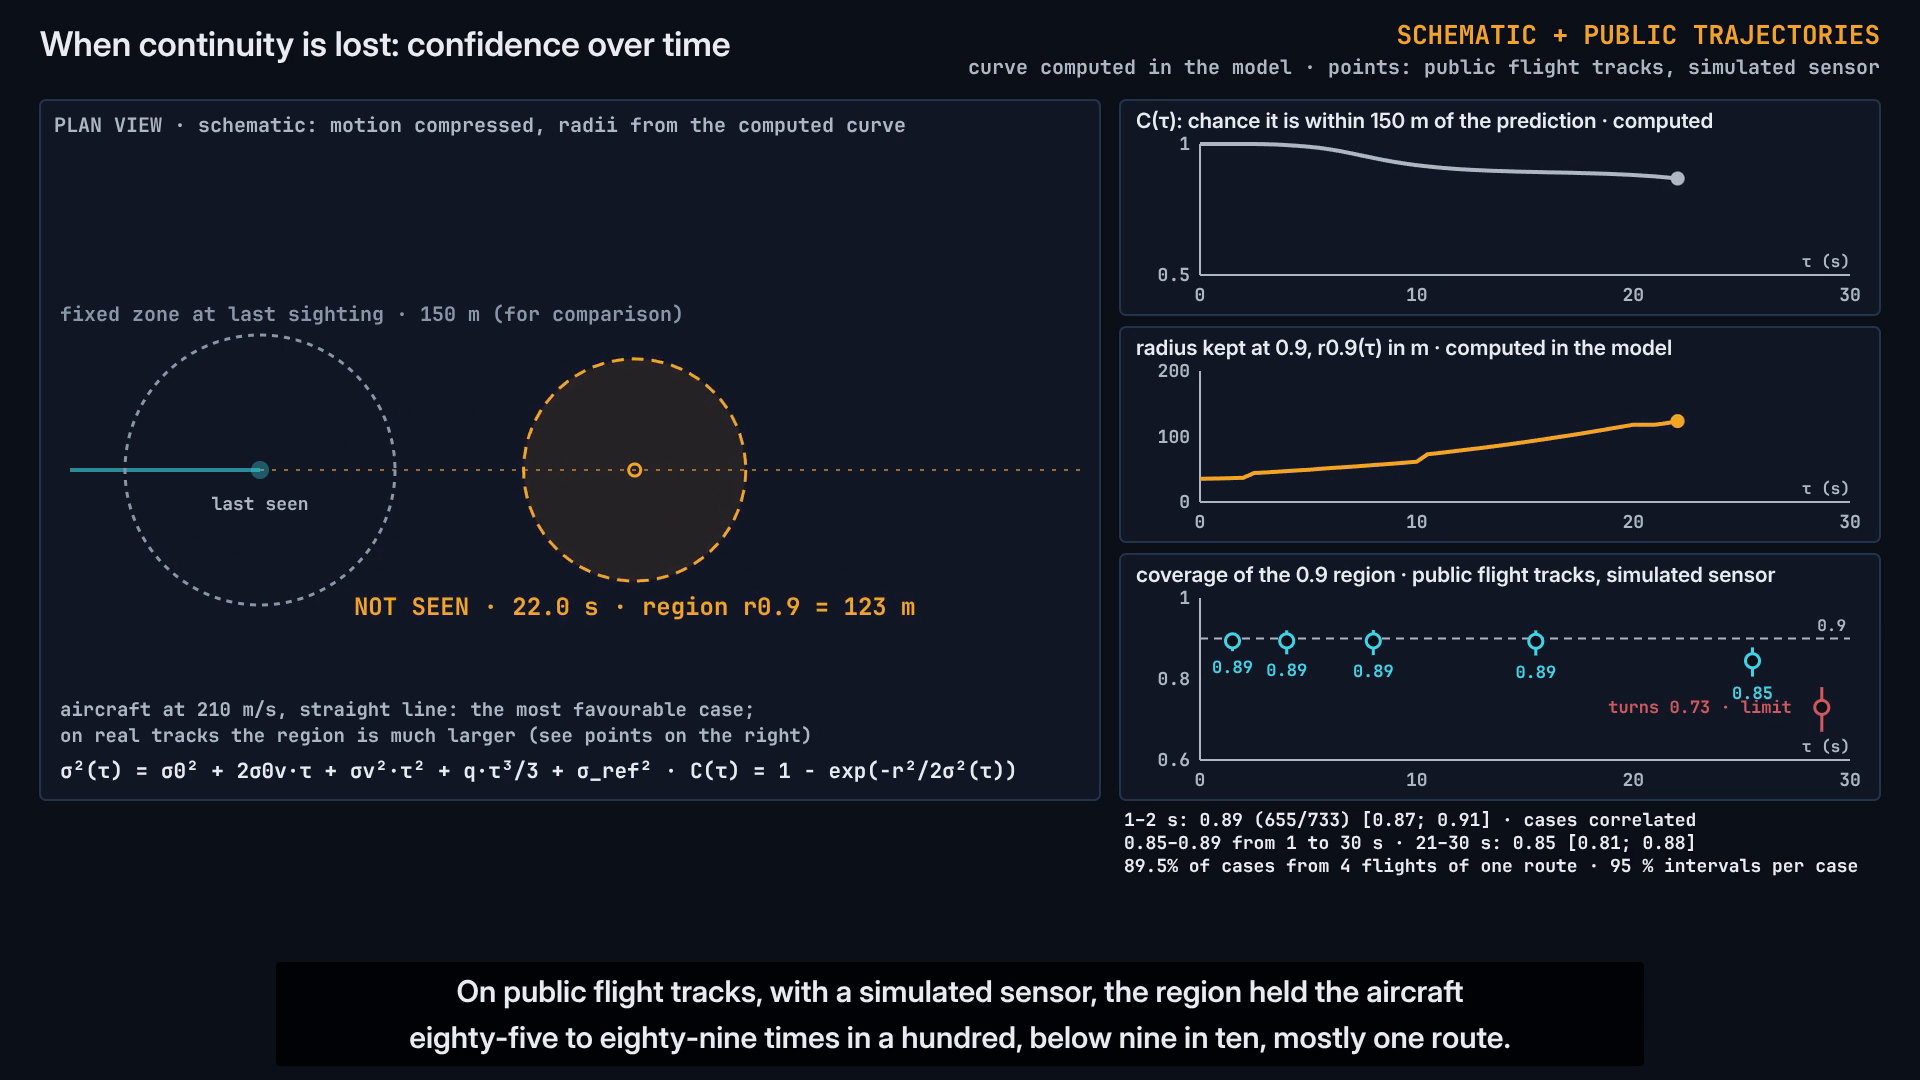 When continuity is lost: confidence over time
SCHEMATIC + PUBLIC TRAJECTORIES
curve computed in the model · points: public flight tracks, simulated sensor
PLAN VIEW · schematic: motion compressed, radii from the computed curve
fixed zone at last sighting · 150 m (for comparison)
last seen
NOT SEEN · 22.0 s · region r0.9 = 123 m
aircraft at 210 m/s, straight line: the most favourable case;
on real tracks the region is much larger (see points on the right)
σ²(τ) = σ0² + 2σ0v·τ + σv²·τ² + q·τ³/3 + σ_ref² · C(τ) = 1 - exp(-r²/2σ²(τ))
C(τ): chance it is within 150 m of the prediction · computed
1
τ (s)
0.5
0 10 20 30
radius kept at 0.9, r0.9(τ) in m · computed in the model
200
100
τ (s)
0
0 10 20 30
coverage of the 0.9 region · public flight tracks, simulated sensor
1
0.9
0.89 0.89 0.89 0.89
0.8
0.85
turns 0.73 · limit
τ (s)
0.6
0 10 20 30
1–2 s: 0.89 (655/733) [0.87; 0.91] · cases correlated
0.85–0.89 from 1 to 30 s · 21–30 s: 0.85 [0.81; 0.88]
89.5% of cases from 4 flights of one route · 95 % intervals per case
On public flight tracks, with a simulated sensor, the region held the aircraft
eighty-five to eighty-nine times in a hundred, below nine in ten, mostly one route.